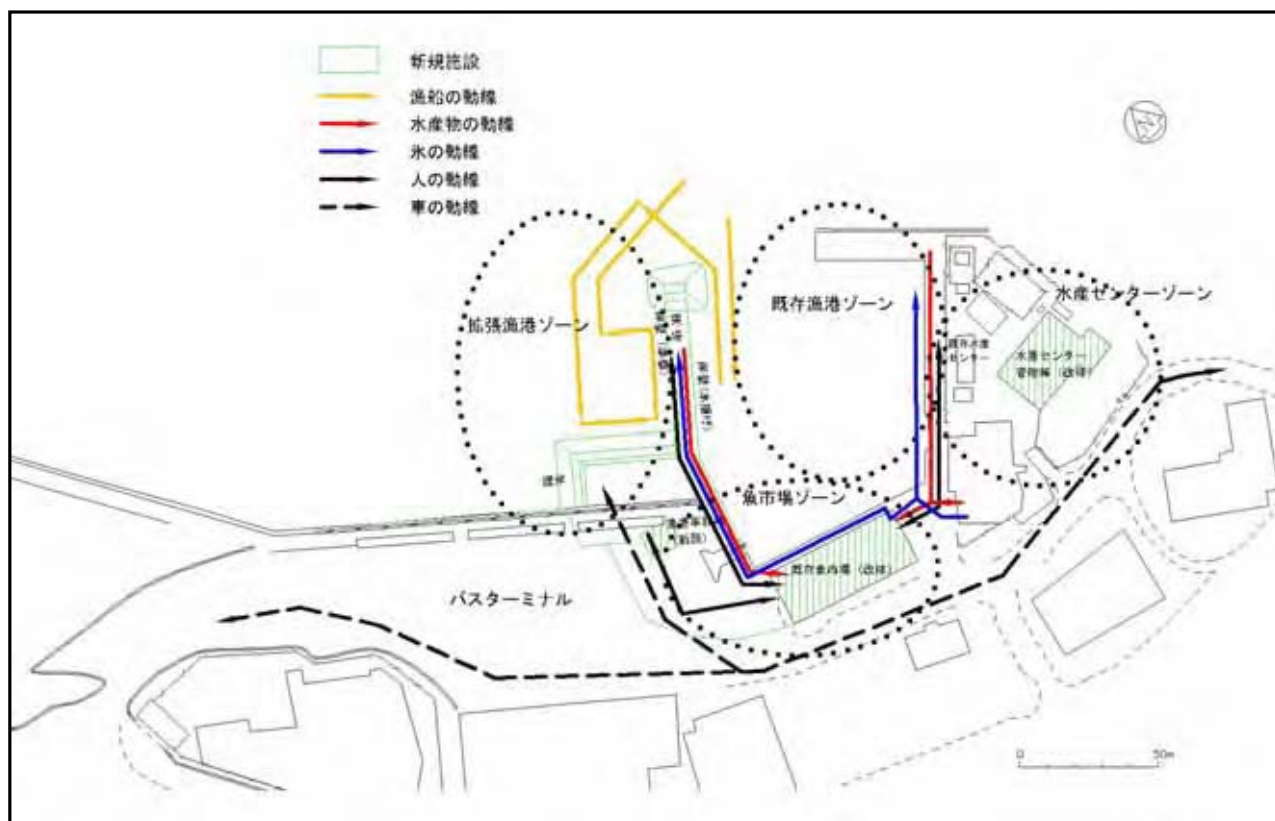 新規施設
漁船の動線
水産物の動線
氷の動線
人の動線
車の動線
拡張漁港ゾーン
既存漁港ゾーン
水産センターゾーン
既存水産
センター
水産センター
管理棟（改修）
魚市場ゾーン
護岸
既存魚市場（改修）
バスターミナル
0 50m